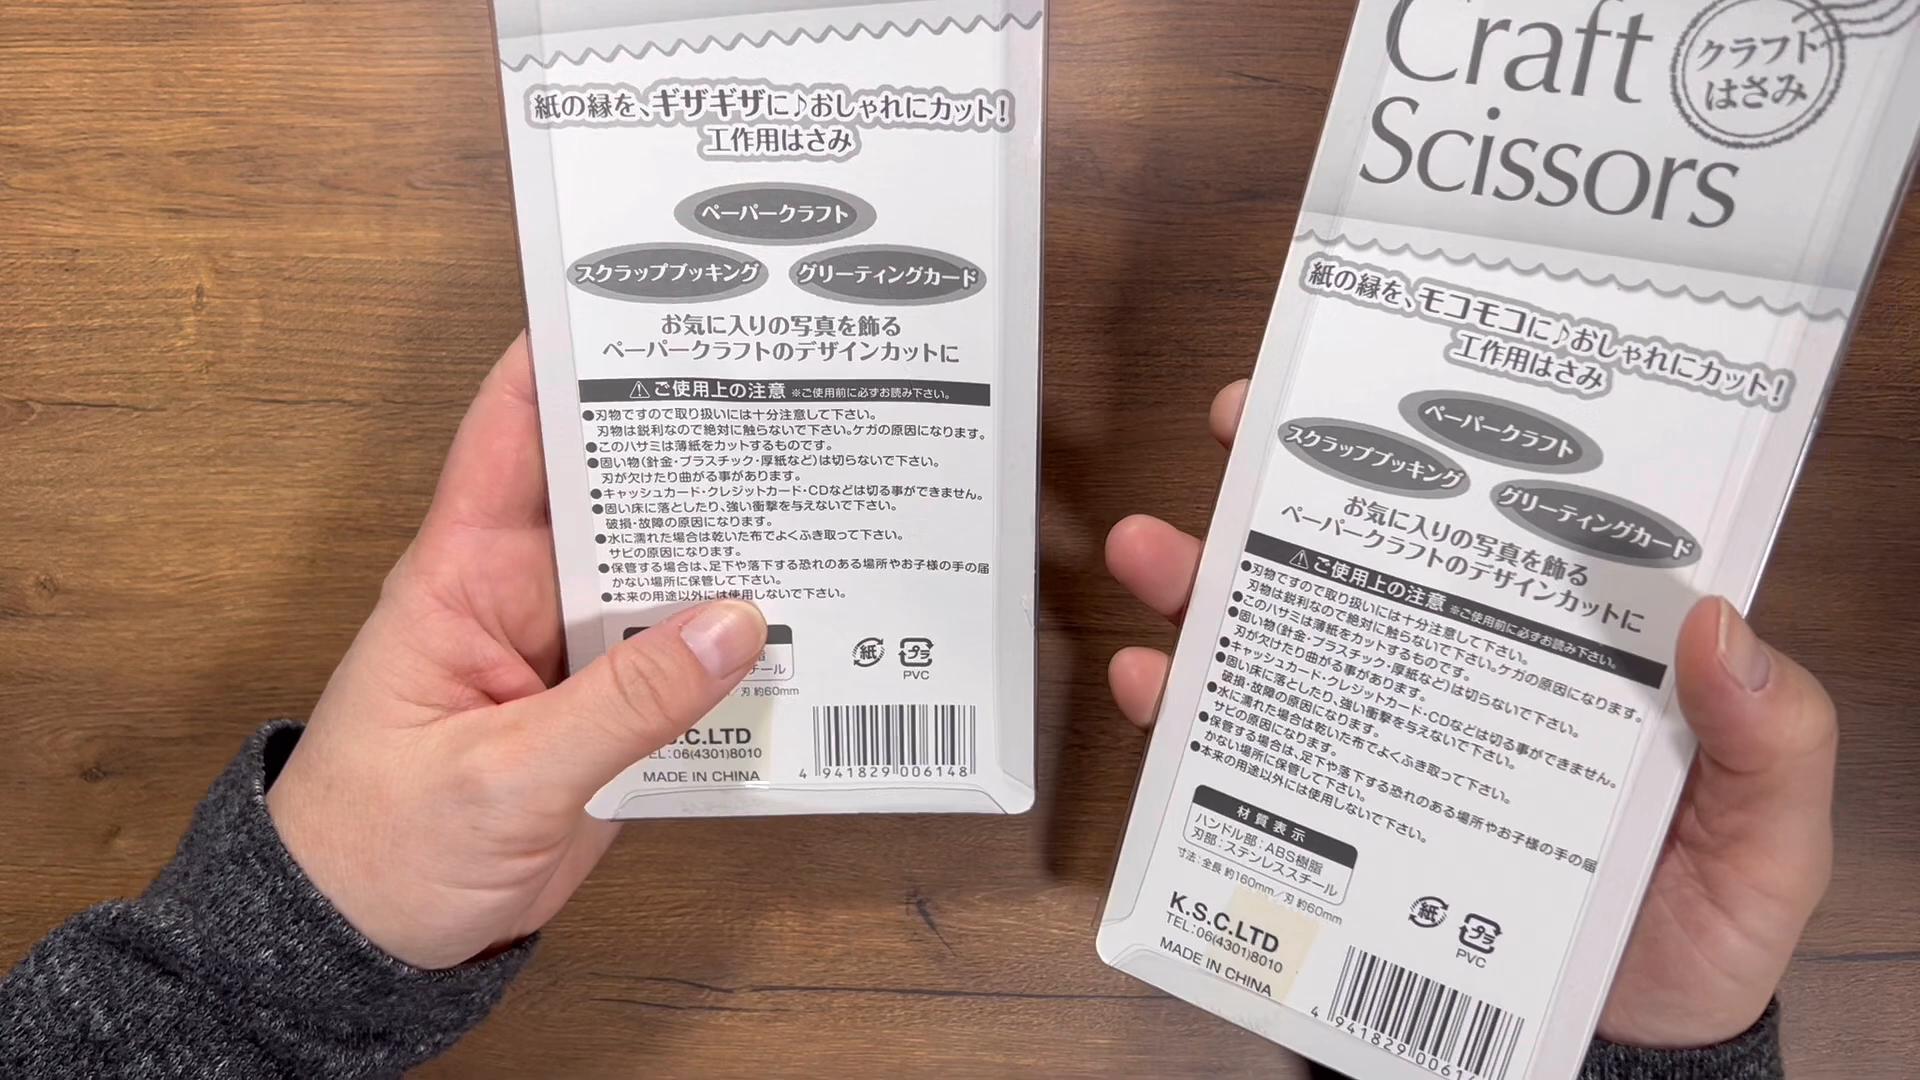 紙の縁を、ギザギザに♪おしゃれにカット!
工作用はさみ
ペーパークラフト
スクラップブッキング
グリーティングカード
お気に入りの写真を飾る
ペーパークラフトのデザインカットに
⚠ご使用上の注意 ※ご使用前に必ずお読み下さい。
●刃物ですので取り扱いには十分注意して下さい。
刃物は鋭利なので絶対に触らないで下さい。ケガの原因になります。
●このハサミは薄紙をカットするものです。
●固い物(針金・プラスチック・厚紙など)は切らないで下さい。
刃が欠けたり曲がる事があります。
●キャッシュカード・クレジットカード・CDなどは切る事ができません。
●固い床に落としたり、強い衝撃を与えないで下さい。
破損・故障の原因になります。
●水に濡れた場合は乾いた布でよくふき取って下さい。
サビの原因になります。
●保管する場合は、足下や落下する恐れのある場所やお子様の手の届
かない場所に保管して下さい。
●本来の用途以外には使用しないで下さい。
脂
チール
/刃 約60mm
紙
プラ
PVC
.C.LTD
EL:06(4301)8010
MADE IN CHINA
4 941829 006148
Craft
Scissors
クラフト
はさみ
紙の縁を、モコモコに♪おしゃれにカット!
工作用はさみ
ペーパークラフト
スクラップブッキング
グリーティングカード
お気に入りの写真を飾る
ペーパークラフトのデザインカットに
⚠ご使用上の注意 ※ご使用前に必ずお読み下さい。
●刃物ですので取り扱いには十分注意して下さい。
刃物は鋭利なので絶対に触らないで下さい。ケガの原因になります。
●このハサミは薄紙をカットするものです。
●固い物(針金・プラスチック・厚紙など)は切らないで下さい。
刃が欠けたり曲がる事があります。
●キャッシュカード・クレジットカード・CDなどは切る事ができません。
●固い床に落としたり、強い衝撃を与えないで下さい。
破損・故障の原因になります。
●水に濡れた場合は乾いた布でよくふき取って下さい。
サビの原因になります。
●保管する場合は、足下や落下する恐れのある場所やお子様の手の届
かない場所に保管して下さい。
●本来の用途以外には使用しないで下さい。
材質表示
ハンドル部:ABS樹脂
刃部:ステンレススチール
寸法:全長 約160mm/刃 約60mm
紙
プラ
PVC
K.S.C.LTD
TEL:06(4301)8010
MADE IN CHINA
4 941829 0061